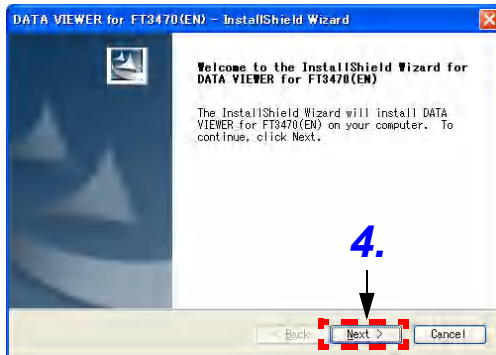 DATA VIEWER for FT3470(EN) - InstallShield Wizard
Welcome to the InstallShield Wizard for
DATA VIEWER for FT3470(EN)
The InstallShield Wizard will install DATA
VIEWER for FT3470(EN) on your computer. To
continue, click Next.
4.
< Back
Next >
Cancel